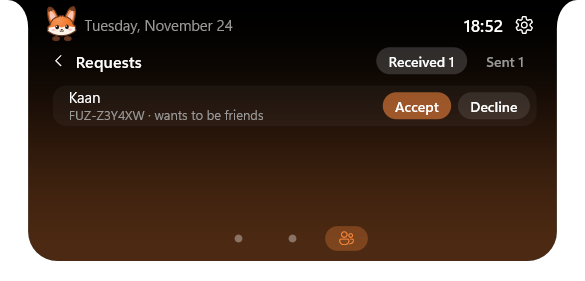 Tuesday, November 24
18:52
Requests
Received 1
Sent 1
Kaan
FUZ-Z3Y4XW · wants to be friends
Accept
Decline